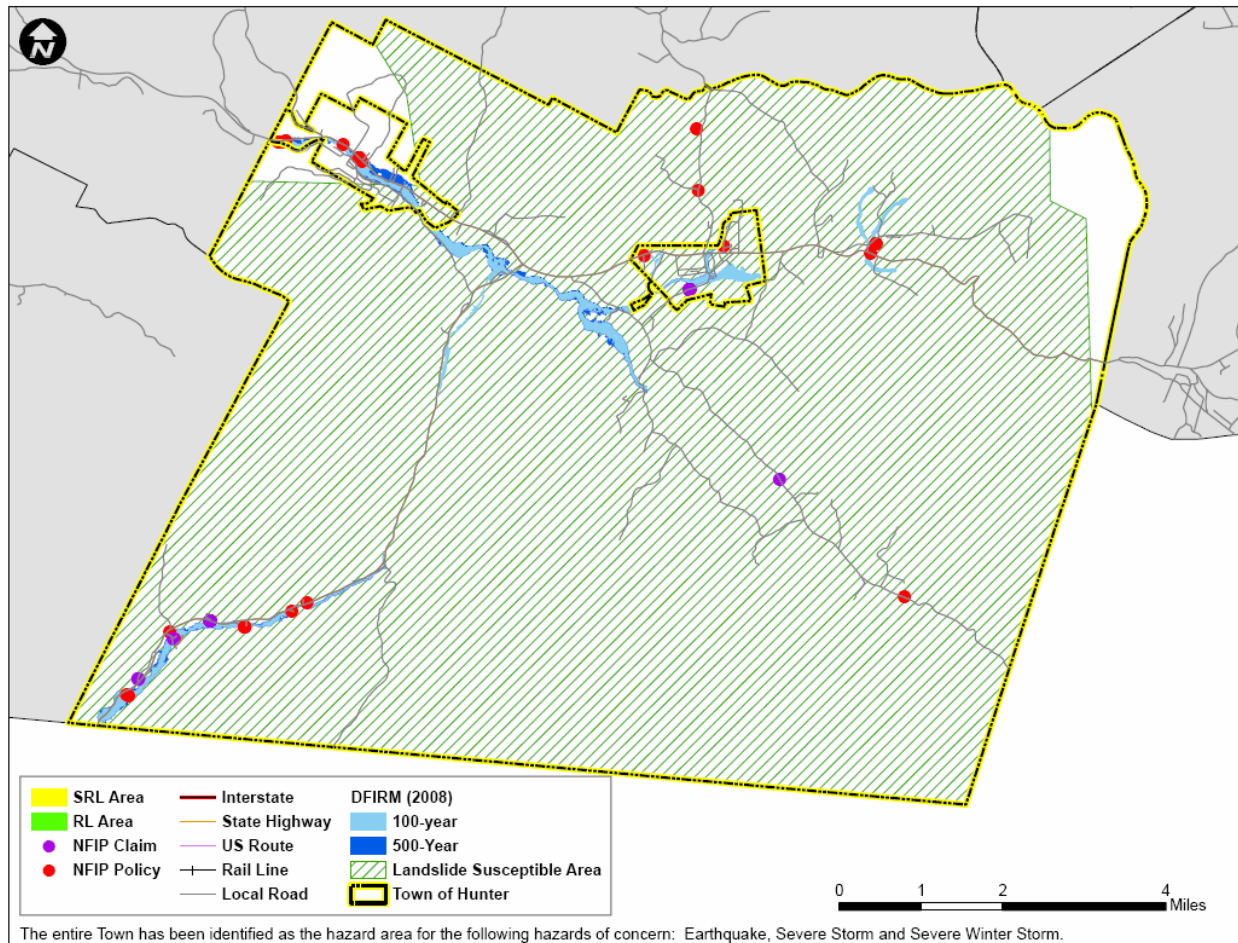 N
SRL Area
RL Area
NFIP Claim
NFIP Policy
Interstate
State Highway
US Route
Rail Line
Local Road
DFIRM (2008)
100-year
500-Year
Landslide Susceptible Area
Town of Hunter
0 1 2 4
Miles
The entire Town has been identified as the hazard area for the following hazards of concern: Earthquake, Severe Storm and Severe Winter Storm.